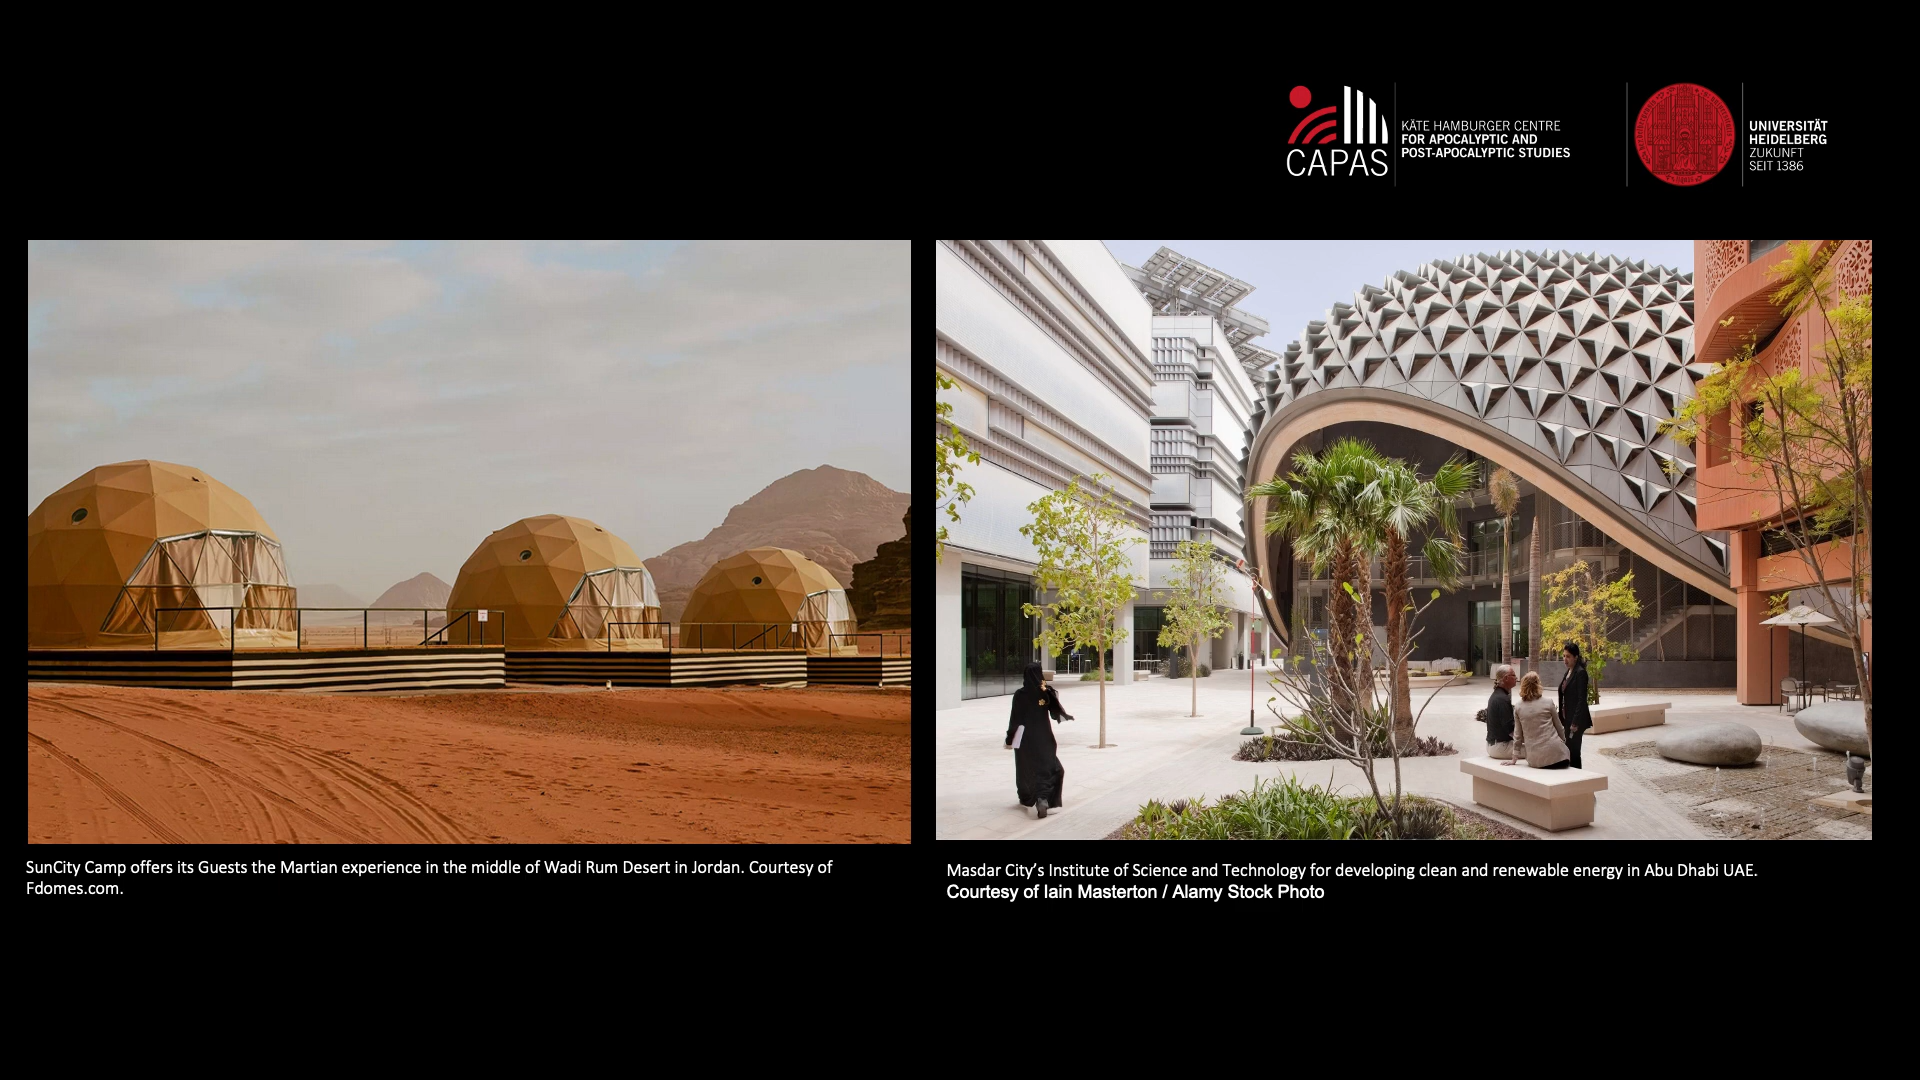 CAPAS
KÄTE HAMBURGER CENTRE
FOR APOCALYPTIC AND
POST-APOCALYPTIC STUDIES
UNIVERSITÄT
HEIDELBERG
ZUKUNFT
SEIT 1386
SunCity Camp offers its Guests the Martian experience in the middle of Wadi Rum Desert in Jordan. Courtesy of
Fdomes.com.
Masdar City’s Institute of Science and Technology for developing clean and renewable energy in Abu Dhabi UAE.
Courtesy of Iain Masterton / Alamy Stock Photo